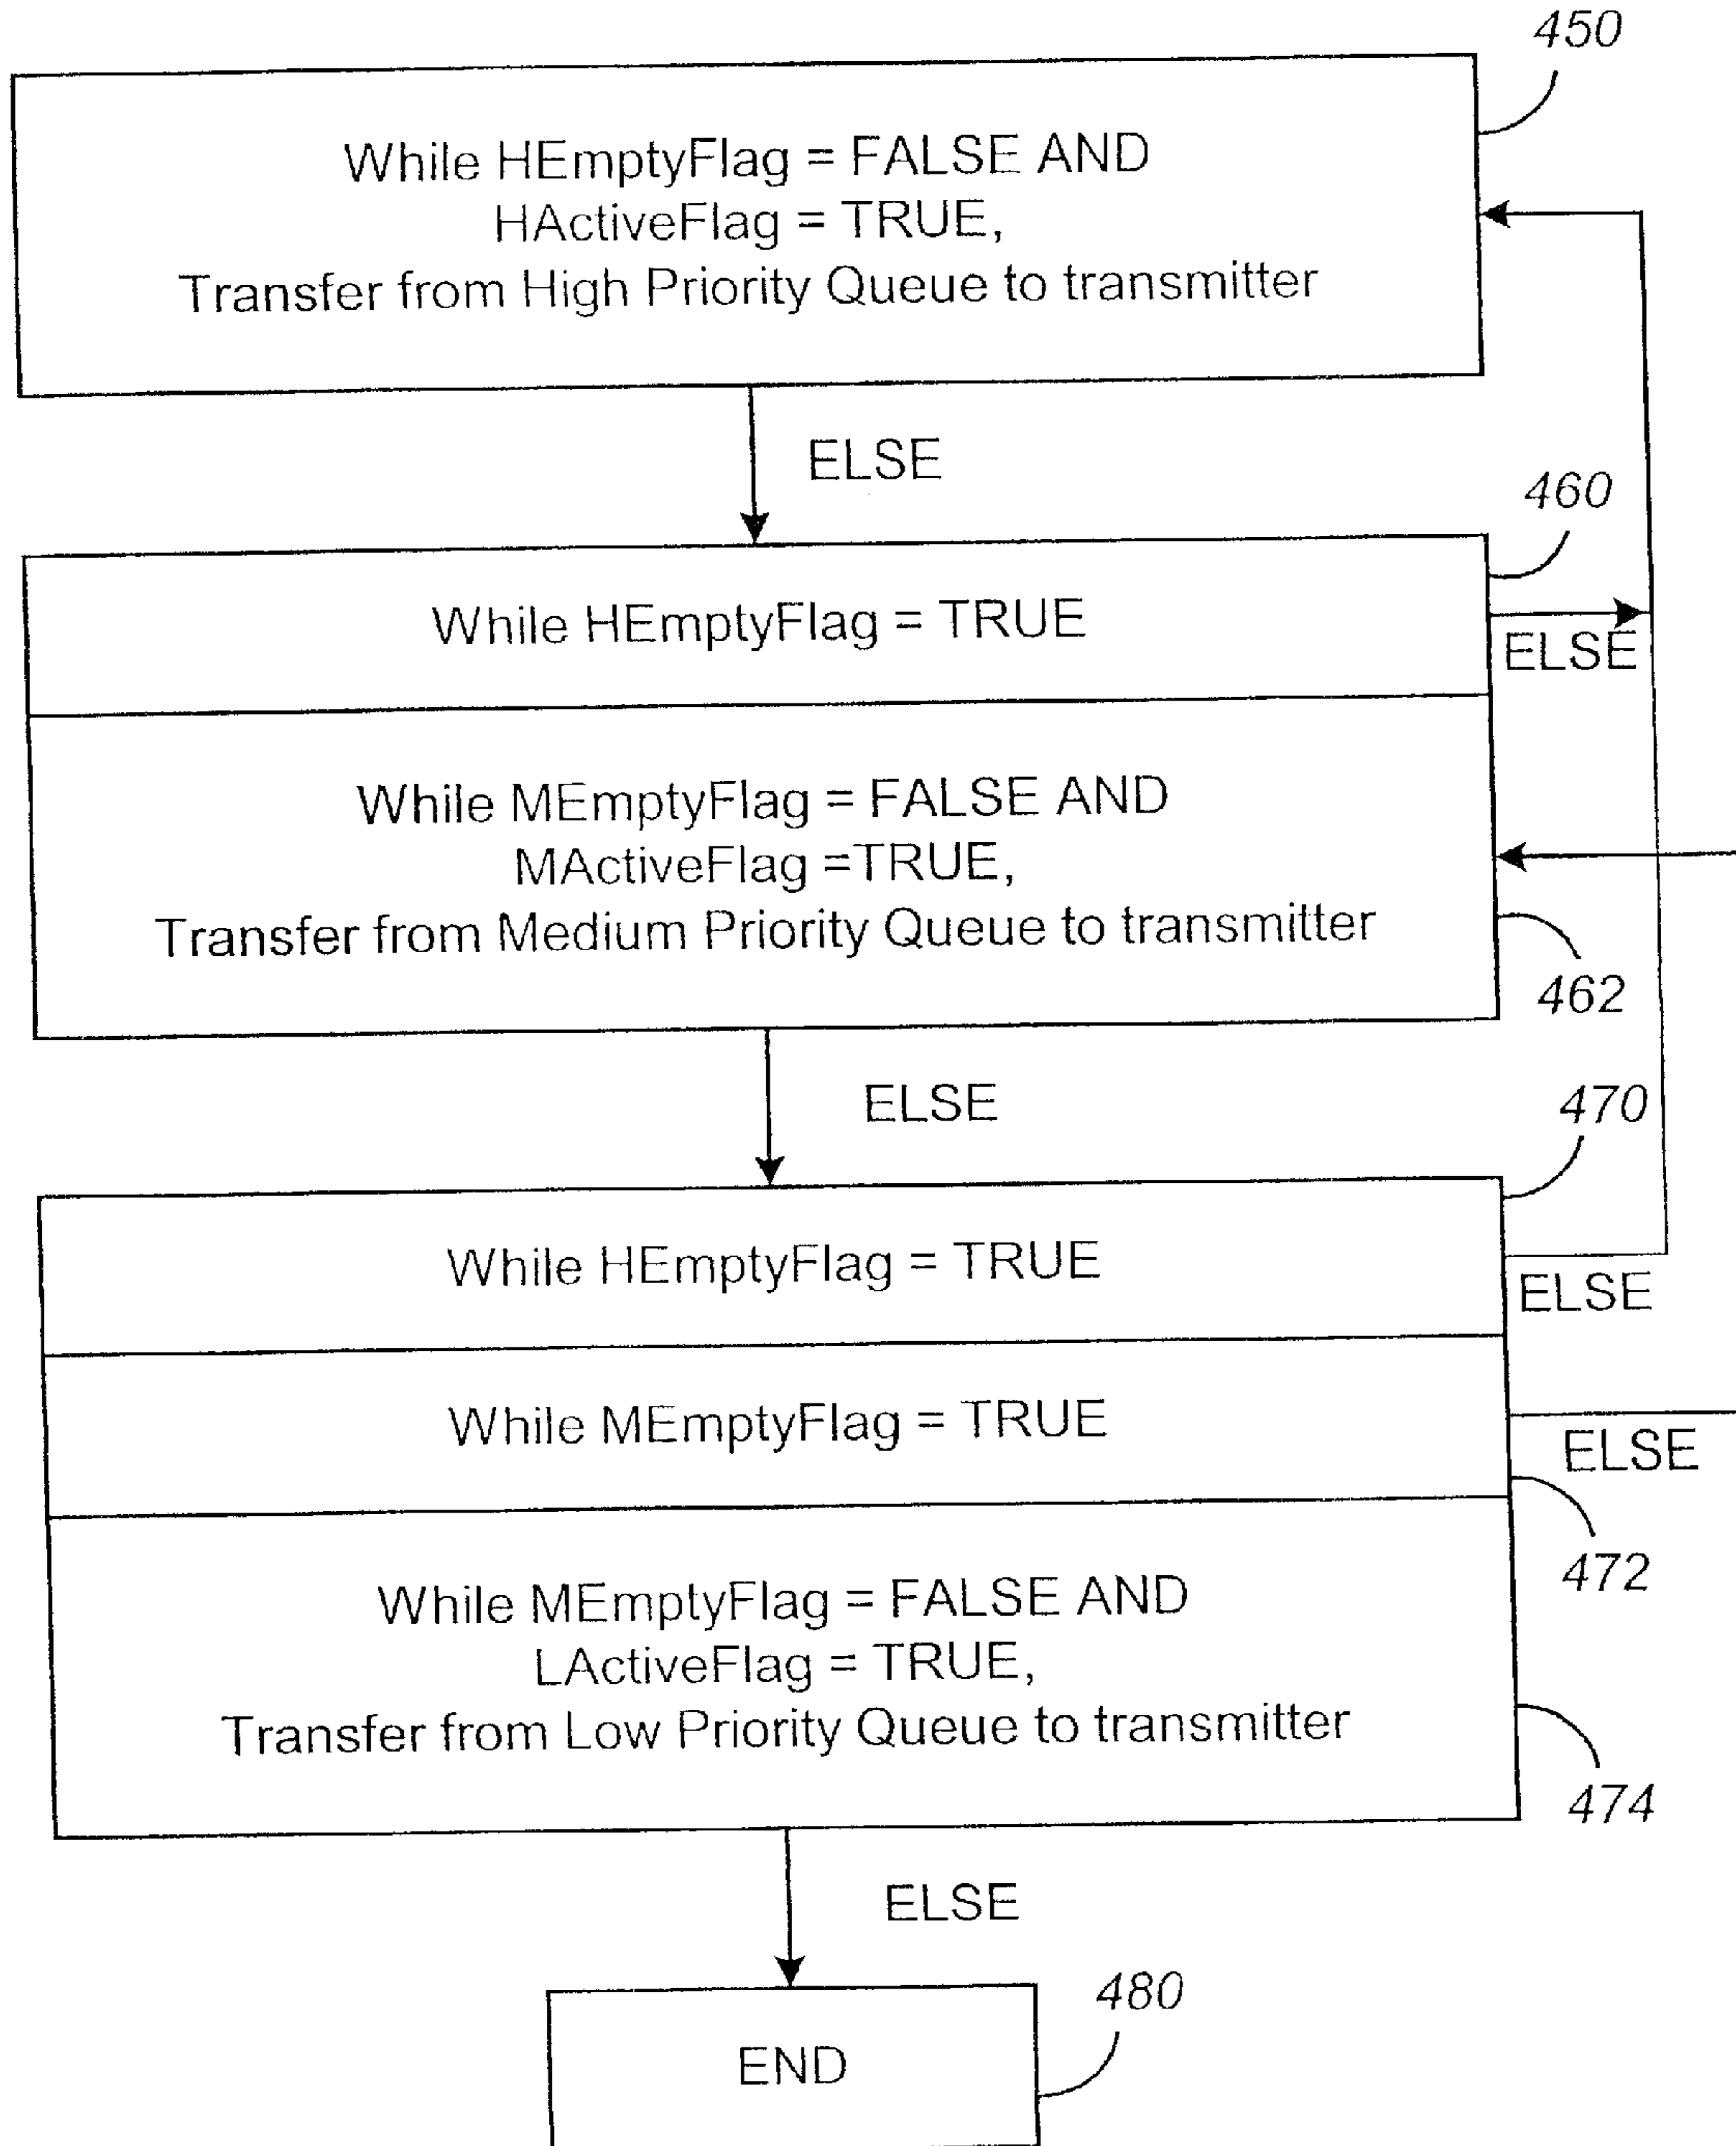 450
While HEmptyFlag = FALSE AND
HActiveFlag = TRUE,
Transfer from High Priority Queue to transmitter
ELSE
460
While HEmptyFlag = TRUE
ELSE
While MEmptyFlag = FALSE AND
MActiveFlag =TRUE,
Transfer from Medium Priority Queue to transmitter
462
ELSE
470
While HEmptyFlag = TRUE
ELSE
While MEmptyFlag = TRUE
ELSE
472
While MEmptyFlag = FALSE AND
LActiveFlag = TRUE,
Transfer from Low Priority Queue to transmitter
474
ELSE
480
END